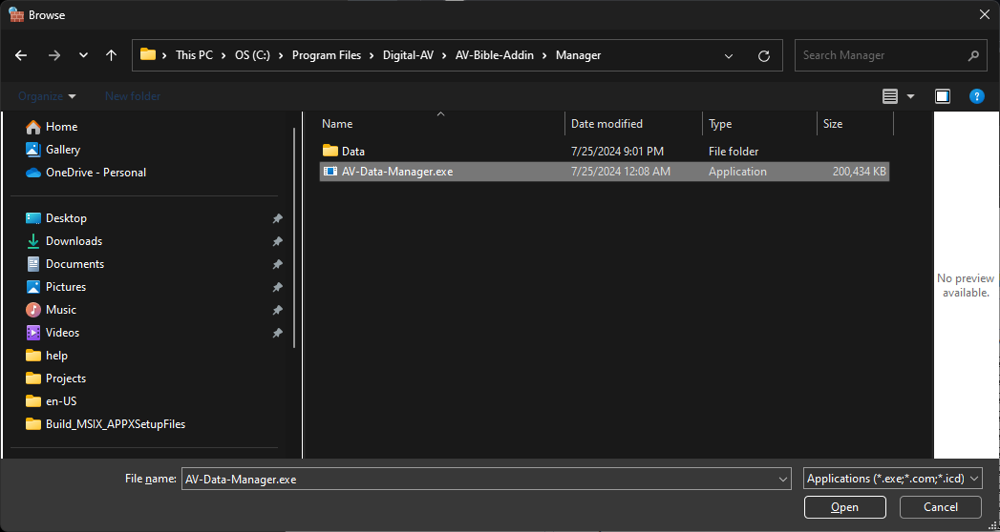 Browse
This PC > OS (C:) > Program Files > Digital-AV > AV-Bible-Addin > Manager
Search Manager
Organize
New folder
Home
Gallery
OneDrive - Personal
Desktop
Downloads
Documents
Pictures
Music
Videos
help
Projects
en-US
Build_MSIX_APPXSetupFiles
Name Date modified Type Size
Data 7/25/2024 9:01 PM File folder
AV-Data-Manager.exe 7/25/2024 12:08 AM Application 200,434 KB
No preview
available.
File name: AV-Data-Manager.exe
Applications (*.exe;*.com;*.icd)
Open
Cancel